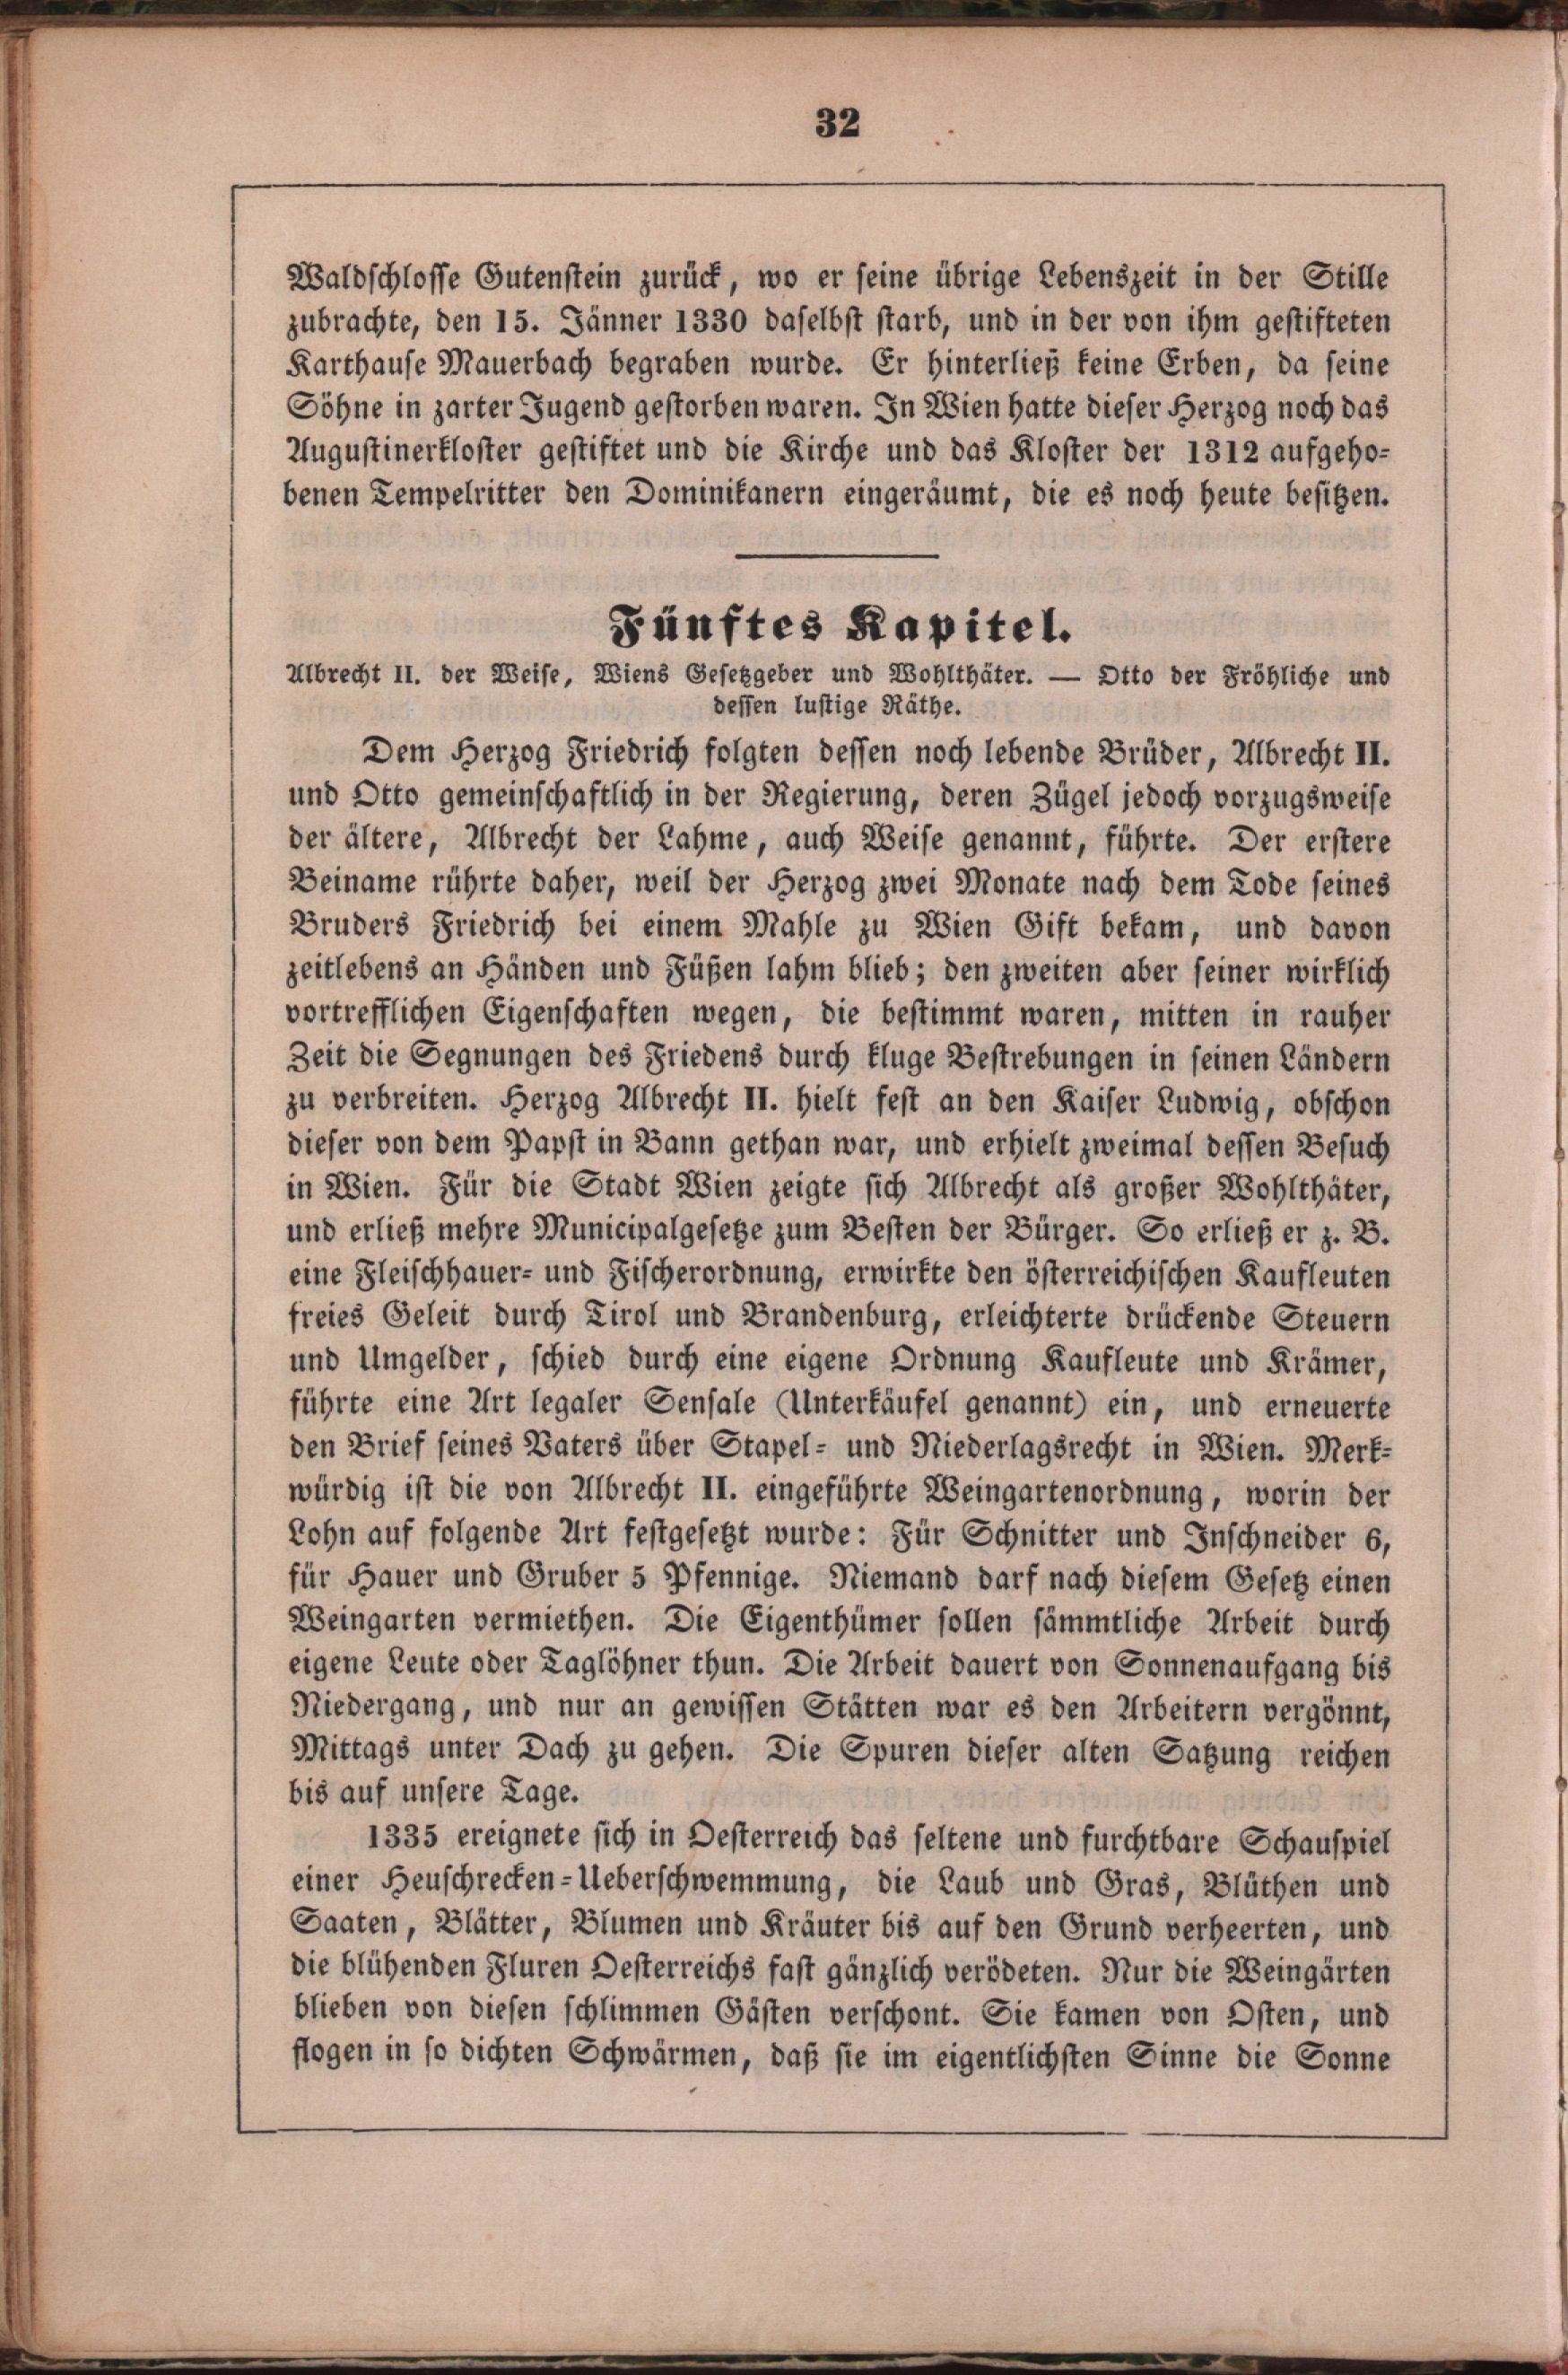 32
Waldschlosse Gutenstein zurück, wo er seine übrige Lebenszeit in der Stille
zubrachte, den 15. Jänner 1330 daselbst starb, und in der von ihm gestifteten
Karthause Mauerbach begraben wurde. Er hinterließ keine Erben, da seine
Söhne in zarter Jugend gestorben waren. In Wien hatte dieser Herzog noch das
Augustinerkloster gestiftet und die Kirche und das Kloster der 1312 aufgeho-
benen Tempelritter den Dominikanern eingeräumt, die es noch heute besitzen.
Fünftes Kapitel.
Albrecht II. der Weise, Wiens Gesetzgeber und Wohlthäter. — Otto der Fröhliche und
dessen lustige Räthe.
Dem Herzog Friedrich folgten dessen noch lebende Brüder, Albrecht II.
und Otto gemeinschaftlich in der Regierung, deren Zügel jedoch vorzugsweise
der ältere, Albrecht der Lahme, auch Weise genannt, führte. Der erstere
Beiname rührte daher, weil der Herzog zwei Monate nach dem Tode seines
Bruders Friedrich bei einem Mahle zu Wien Gift bekam, und davon
zeitlebens an Händen und Füßen lahm blieb; den zweiten aber seiner wirklich
vortrefflichen Eigenschaften wegen, die bestimmt waren, mitten in rauher
Zeit die Segnungen des Friedens durch kluge Bestrebungen in seinen Ländern
zu verbreiten. Herzog Albrecht II. hielt fest an den Kaiser Ludwig, obschon
dieser von dem Papst in Bann gethan war, und erhielt zweimal dessen Besuch
in Wien. Für die Stadt Wien zeigte sich Albrecht als großer Wohlthäter,
und erließ mehre Municipalgesetze zum Besten der Bürger. So erließ er z. B.
eine Fleischhauer- und Fischerordnung, erwirkte den österreichischen Kaufleuten
freies Geleit durch Tirol und Brandenburg, erleichterte drückende Steuern
und Umgelder, schied durch eine eigene Ordnung Kaufleute und Krämer,
führte eine Art legaler Sensale (Unterkäufel genannt) ein, und erneuerte
den Brief seines Vaters über Stapel- und Niederlagsrecht in Wien. Merk-
würdig ist die von Albrecht II. eingeführte Weingartenordnung, worin der
Lohn auf folgende Art festgesetzt wurde: Für Schnitter und Inschneider 6,
für Hauer und Gruber 5 Pfennige. Niemand darf nach diesem Gesetz einen
Weingarten vermiethen. Die Eigenthümer sollen sämmtliche Arbeit durch
eigene Leute oder Taglöhner thun. Die Arbeit dauert von Sonnenaufgang bis
Niedergang, und nur an gewissen Stätten war es den Arbeitern vergönnt,
Mittags unter Dach zu gehen. Die Spuren dieser alten Satzung reichen
bis auf unsere Tage.
1335 ereignete sich in Oesterreich das seltene und furchtbare Schauspiel
einer Heuschrecken-Ueberschwemmung, die Laub und Gras, Blüthen und
Saaten, Blätter, Blumen und Kräuter bis auf den Grund verheerten, und
die blühenden Fluren Oesterreichs fast gänzlich verödeten. Nur die Weingärten
blieben von diesen schlimmen Gästen verschont. Sie kamen von Osten, und
flogen in so dichten Schwärmen, daß sie im eigentlichsten Sinne die Sonne